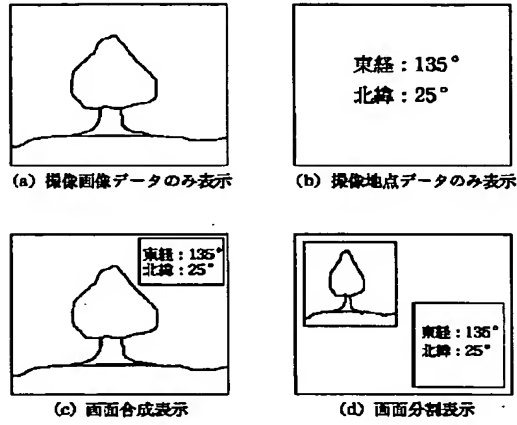 東経：135°
北緯：25°
(a) 撮像画像データのみ表示
(b) 撮像地点データのみ表示
東経：135°
北緯：25°
(c) 画面合成表示
東経：135°
北緯：25°
(d) 画面分割表示